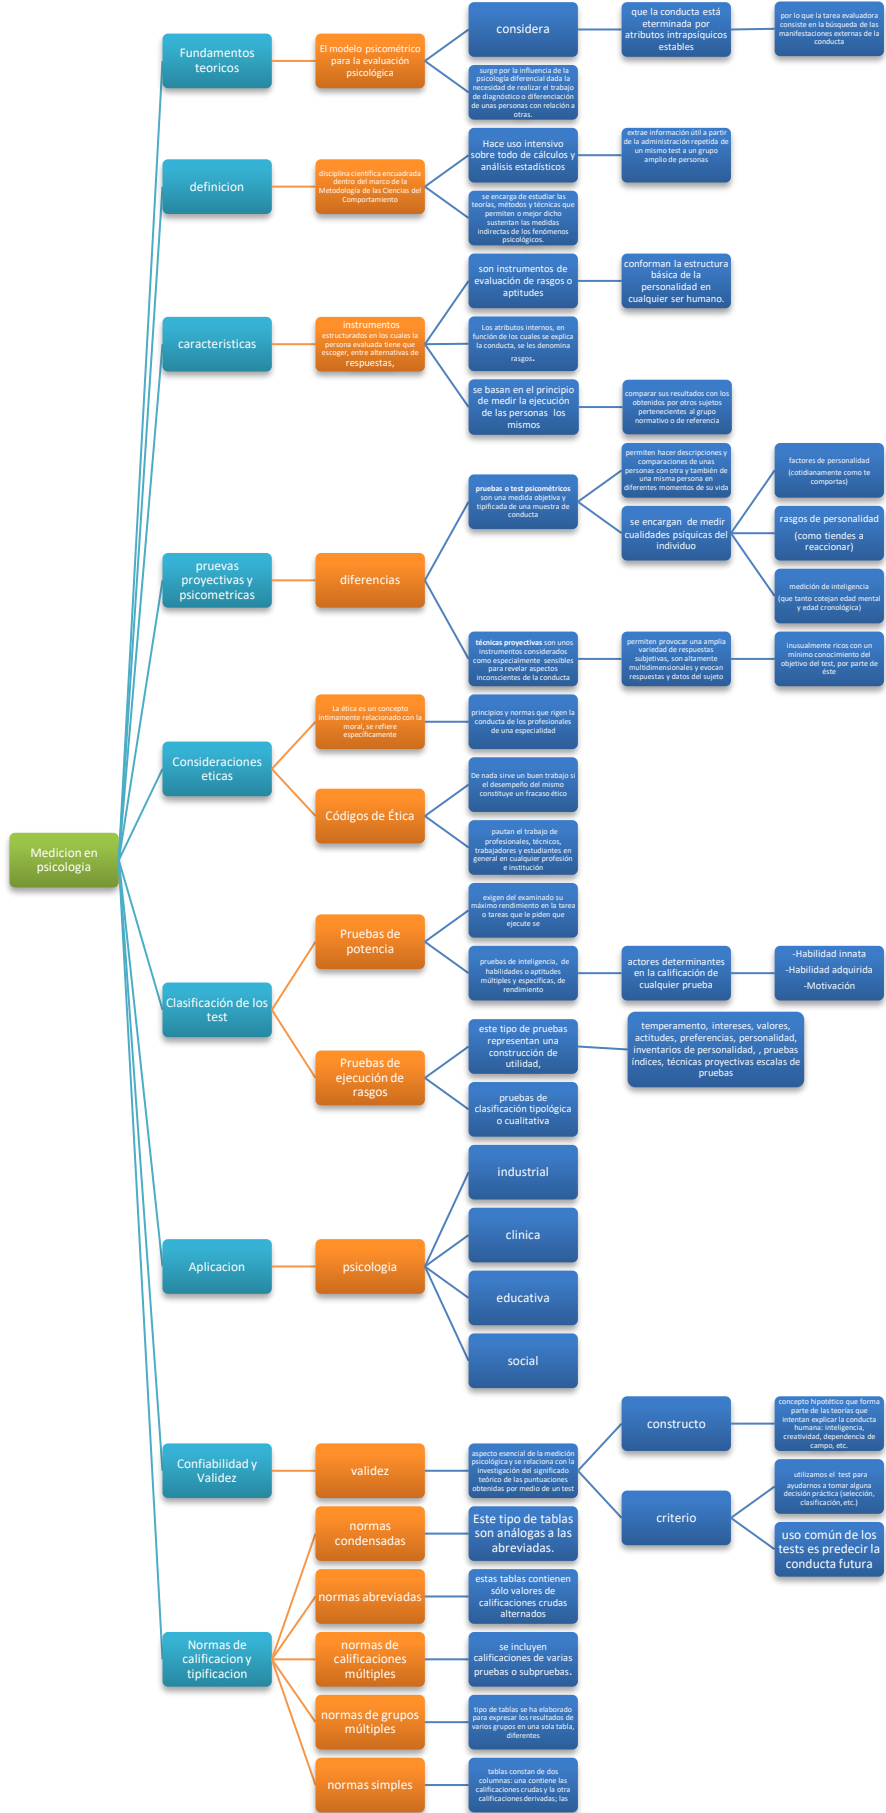 Medicion en
psicologia
Fundamentos
teoricos
El modelo psicométrico
para la evaluación
psicológica
considera
que la conducta está
eterminada por
atributos intrapsíquicos
estables
por lo que la tarea evaluadora
consiste en la búsqueda de las
manifestaciones externas de la
conducta
surge por la influencia de la
psicología diferencial dada la
necesidad de realizar el trabajo
de diagnóstico o diferenciación
de unas personas con relación a
otras.
definicion
disciplina científica encuadrada
dentro del marco de la
Metodología de las Ciencias del
Comportamiento
Hace uso intensivo
sobre todo de cálculos y
análisis estadísticos
extrae información útil a partir
de la administración repetida de
un mismo test a un grupo
amplio de personas
se encarga de estudiar las
teorías, métodos y técnicas que
permiten o mejor dicho
sustentan las medidas
indirectas de los fenómenos
psicológicos.
caracteristicas
instrumentos
estructurados en los cuales la
persona evaluada tiene que
escoger, entre alternativas de
respuestas,
son instrumentos de
evaluación de rasgos o
aptitudes
conforman la estructura
básica de la
personalidad en
cualquier ser humano.
Los atributos internos, en
función de los cuales se explica
la conducta, se les denomina
rasgos.
se basan en el principio
de medir la ejecución
de las personas los
mismos
comparar sus resultados con los
obtenidos por otros sujetos
pertenecientes al grupo
normativo o de referencia
pruevas
proyectivas y
psicometricas
diferencias
pruebas o test psicométricos
son una medida objetiva y
tipificada de una muestra de
conducta
permiten hacer descripciones y
comparaciones de unas
personas con otra y también de
una misma persona en
diferentes momentos de su vida
se encargan de medir
cualidades psíquicas del
individuo
factores de personalidad
(cotidianamente como te
comportas)
rasgos de personalidad
(como tiendes a
reaccionar)
medición de inteligencia
(que tanto cotejan edad mental
y edad cronológica)
técnicas proyectivas son unos
instrumentos considerados
como especialmente sensibles
para revelar aspectos
inconscientes de la conducta
permiten provocar una amplia
variedad de respuestas
subjetivas, son altamente
multidimensionales y evocan
respuestas y datos del sujeto
inusualmente ricos con un
mínimo conocimiento del
objetivo del test, por parte de
éste
Consideraciones
eticas
La ética es un concepto
íntimamente relacionado con la
moral, se refiere
específicamente
principios y normas que rigen la
conducta de los profesionales
de una especialidad
Códigos de Ética
De nada sirve un buen trabajo si
el desempeño del mismo
constituye un fracaso ético
pautan el trabajo de
profesionales, técnicos,
trabajadores y estudiantes en
general en cualquier profesión
e institución
Clasificación de los
test
Pruebas de
potencia
exigen del examinado su
máximo rendimiento en la tarea
o tareas que le piden que
ejecute se
pruebas de inteligencia, de
habilidades o aptitudes
múltiples y específicas, de
rendimiento
actores determinantes
en la calificación de
cualquier prueba
-Habilidad innata
-Habilidad adquirida
-Motivación
Pruebas de
ejecución de
rasgos
este tipo de pruebas
representan una
construcción de
utilidad,
temperamento, intereses, valores,
actitudes, preferencias, personalidad,
inventarios de personalidad, , pruebas
índices, técnicas proyectivas escalas de
pruebas
pruebas de
clasificación tipológica
o cualitativa
Aplicacion
psicologia
industrial
clinica
educativa
social
Confiabilidad y
Validez
validez
aspecto esencial de la medición
psicológica y se relaciona con la
investigación del significado
teórico de las puntuaciones
obtenidas por medio de un test
constructo
concepto hipotético que forma
parte de las teorías que
intentan explicar la conducta
humana: inteligencia,
creatividad, dependencia de
campo, etc.
criterio
utilizamos el test para
ayudarnos a tomar alguna
decisión práctica (selección,
clasificación, etc.)
uso común de los
tests es predecir la
conducta futura
Normas de
calificacion y
tipificacion
normas
condensadas
Este tipo de tablas
son análogas a las
abreviadas.
normas abreviadas
estas tablas contienen
sólo valores de
calificaciones crudas
alternados
normas de
calificaciones
múltiples
se incluyen
calificaciones de varias
pruebas o subpruebas.
normas de grupos
múltiples
tipo de tablas se ha elaborado
para expresar los resultados de
varios grupos en una sola tabla,
diferentes
normas simples
tablas constan de dos
columnas: una contiene las
calificaciones crudas y la otra
calificaciones derivadas; las